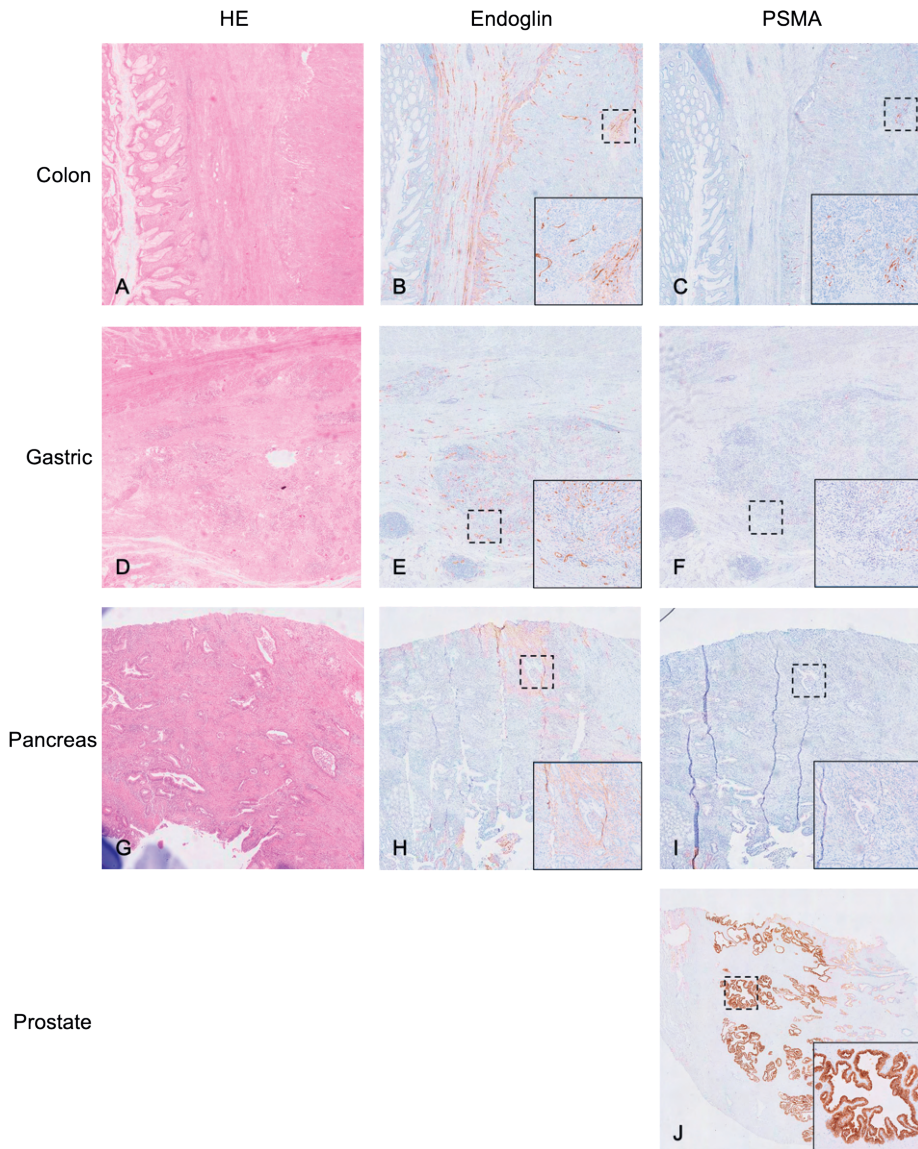 HE Endoglin PSMA
Colon
A B C
Gastric
D E F
Pancreas
G H I
Prostate
J